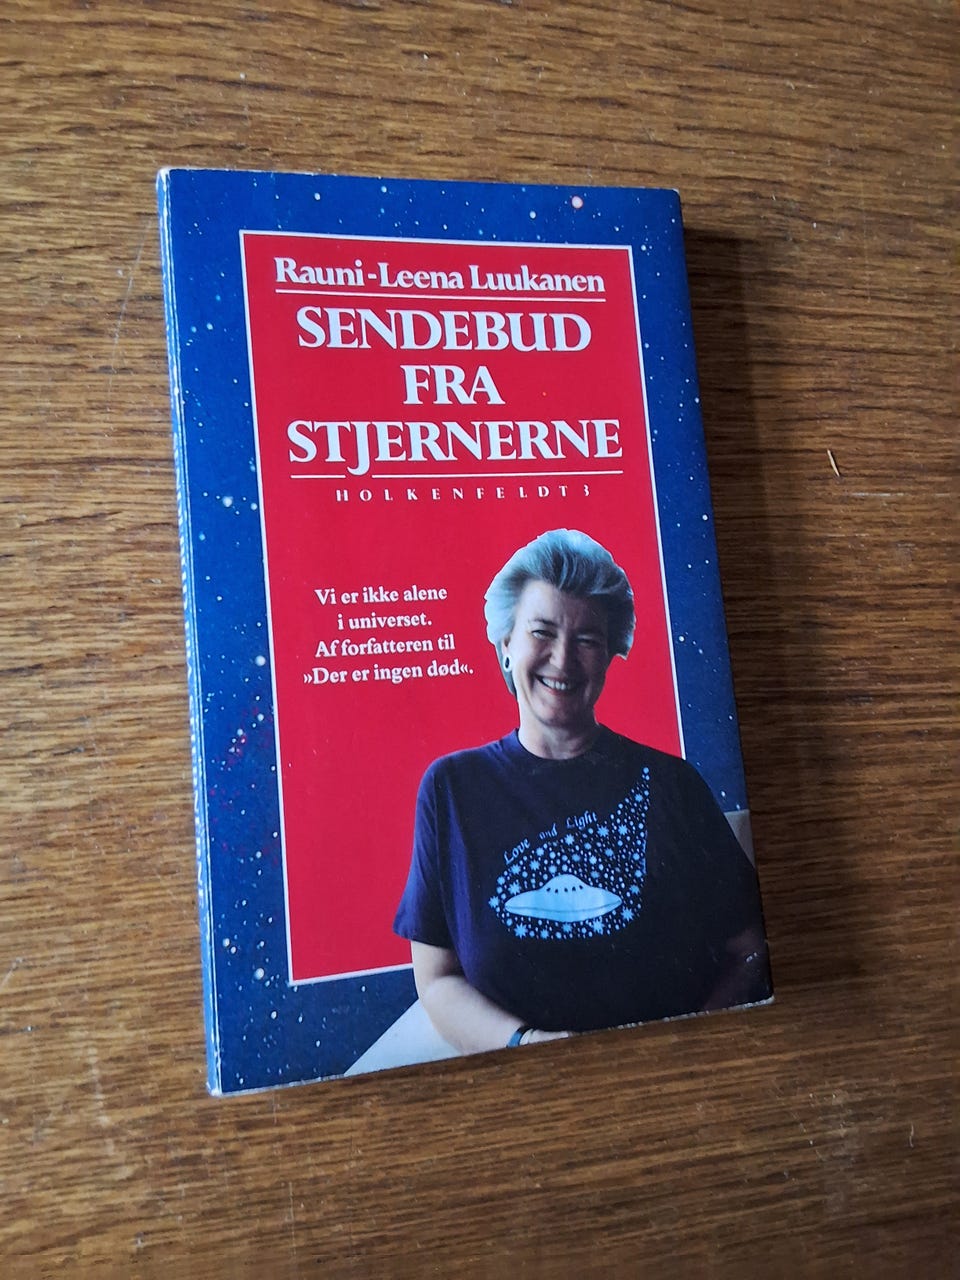 Rauni-Leena Luukanen
SENDEBUD
FRA
STJERNERNE
HOLKENFELDT 3
Vi er ikke alene
i universet.
Af forfatteren til
»Der er ingen død«.
Love and Light